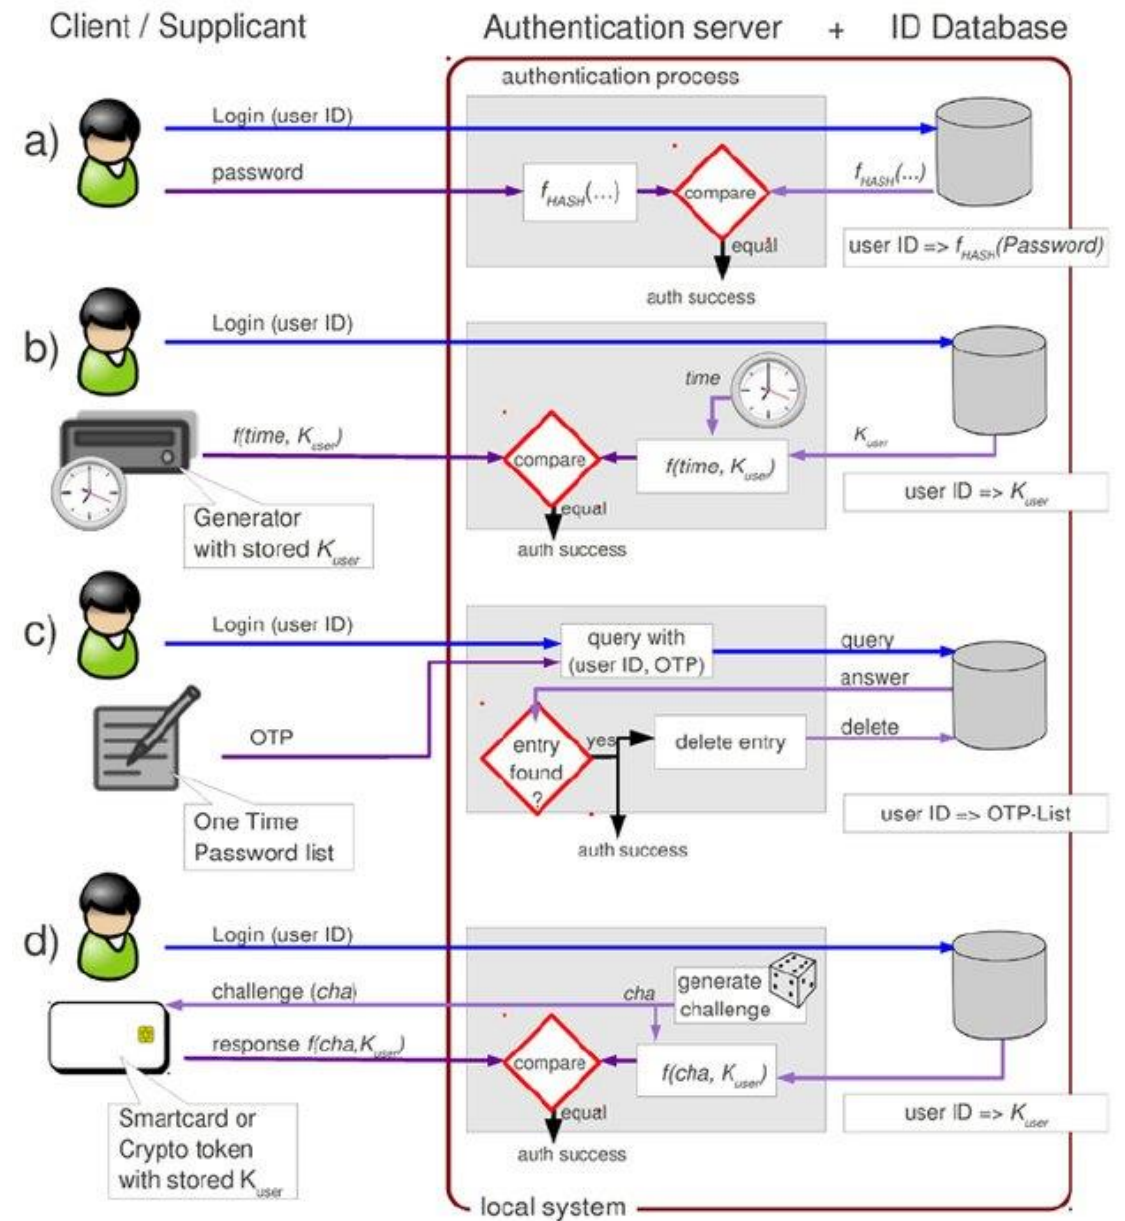 Client / Supplicant
Authentication server + ID Database
authentication process
a)
Login (user ID)
password
fHASH(...)
compare
fHASH(...)
equal
user ID => fHASH(Password)
auth success
b)
Login (user ID)
time
f(time, Kuser)
compare
f(time, Kuser)
Kuser
user ID => Kuser
equal
auth success
Generator
with stored Kuser
c)
Login (user ID)
query with
(user ID, OTP)
query
answer
OTP
entry
found
?
yes
delete entry
delete
user ID => OTP-List
auth success
One Time
Password list
d)
Login (user ID)
challenge (cha)
cha
generate
challenge
response f(cha,Kuser)
compare
f(cha, Kuser)
equal
user ID => Kuser
auth success
Smartcard or
Crypto token
with stored Kuser
local system